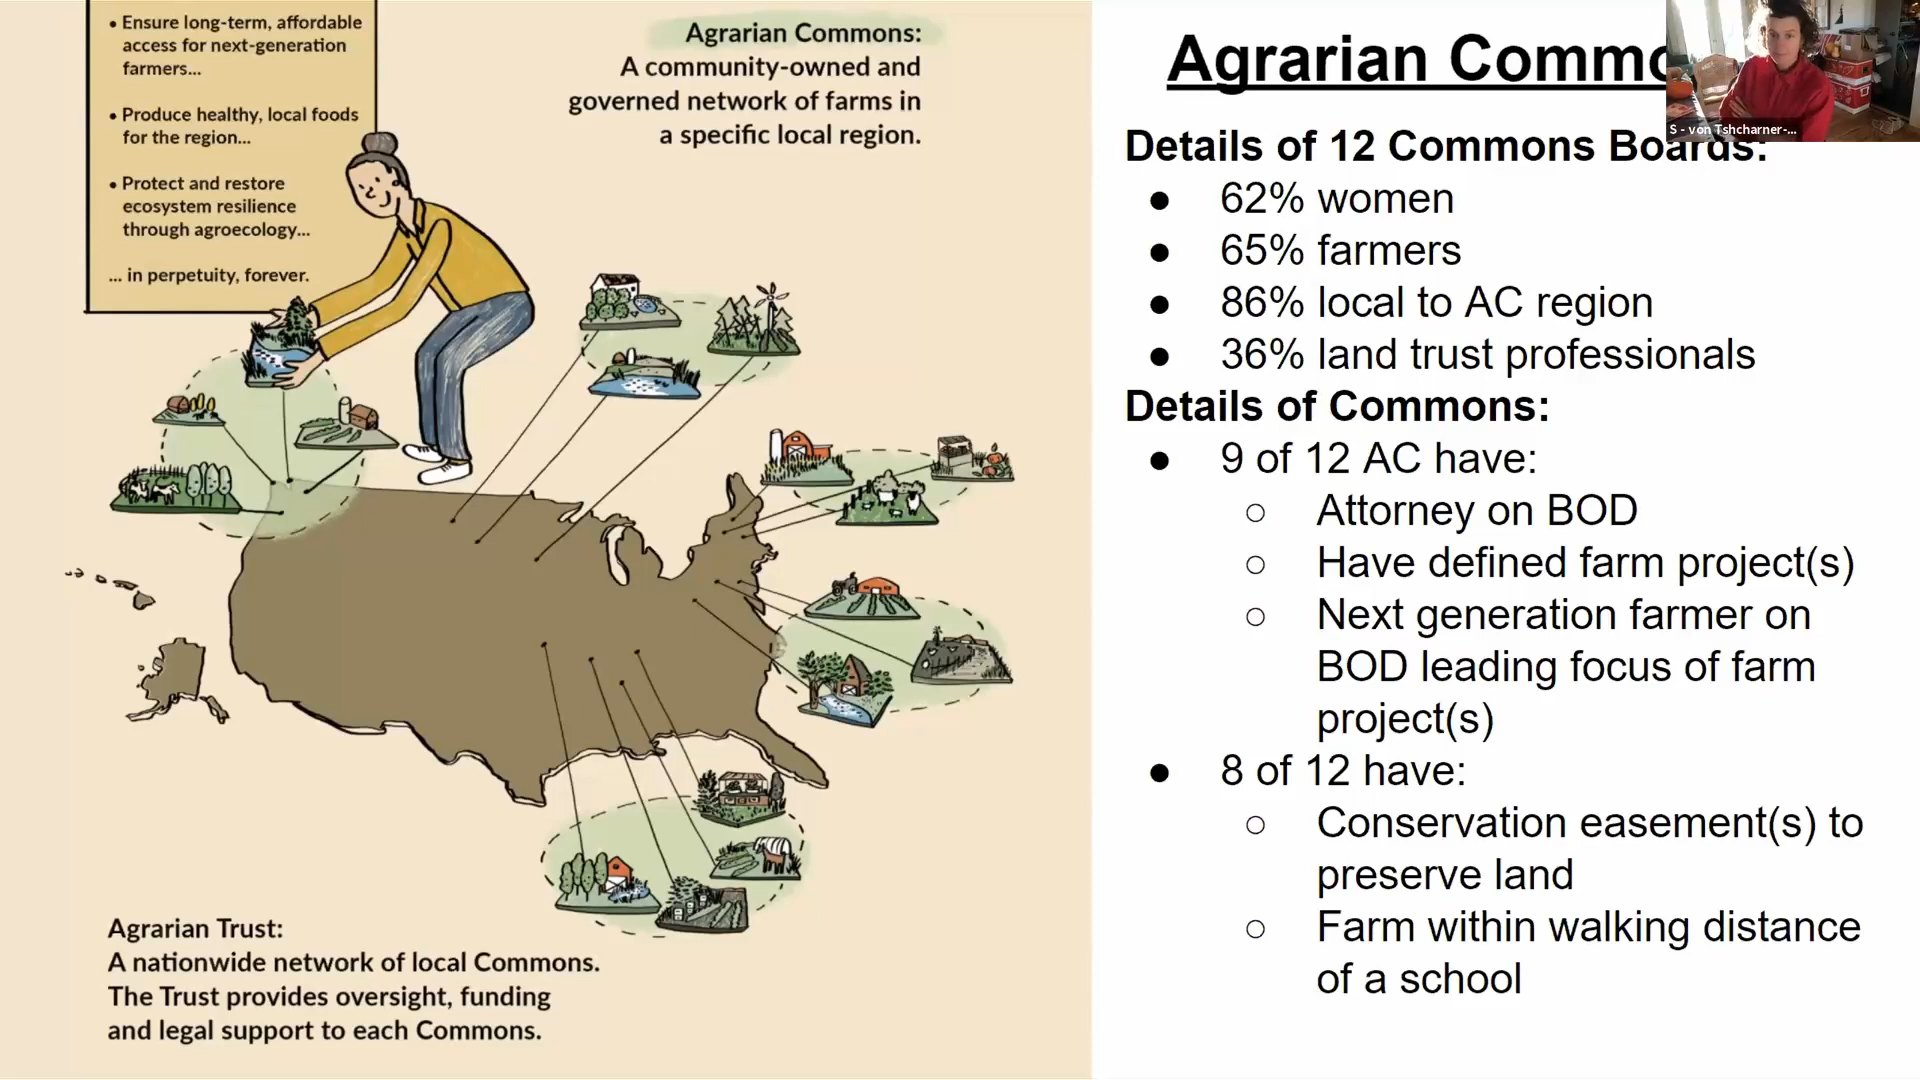 • Ensure long-term, affordable
access for next-generation
farmers...
• Produce healthy, local foods
for the region...
• Protect and restore
ecosystem resilience
through agroecology...
... in perpetuity, forever.
Agrarian Commons:
A community-owned and
governed network of farms in
a specific local region.
Agrarian Trust:
A nationwide network of local Commons.
The Trust provides oversight, funding
and legal support to each Commons.
Agrarian Commo
S - von Tshcharner-...
Details of 12 Commons Boards:
● 62% women
● 65% farmers
● 86% local to AC region
● 36% land trust professionals
Details of Commons:
● 9 of 12 AC have:
○ Attorney on BOD
○ Have defined farm project(s)
○ Next generation farmer on
BOD leading focus of farm
project(s)
● 8 of 12 have:
○ Conservation easement(s) to
preserve land
○ Farm within walking distance
of a school